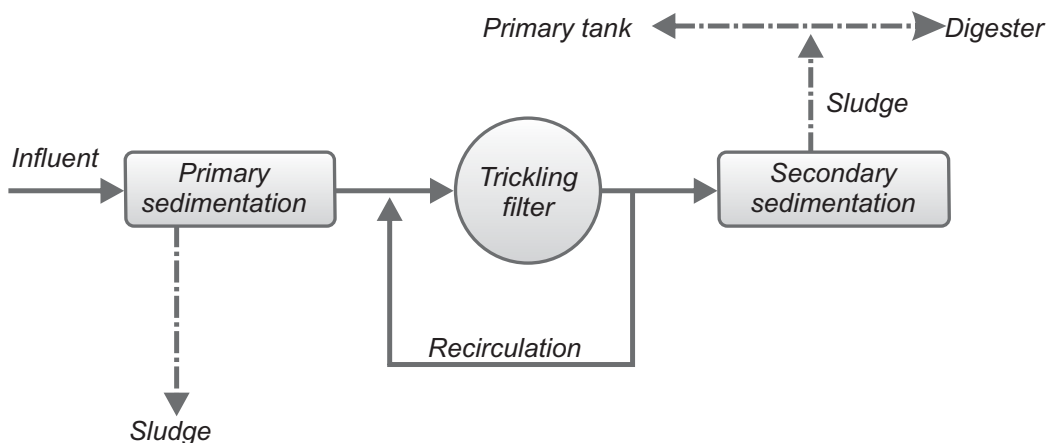 Primary tank
Digester
Sludge
Influent
Primary
sedimentation
Trickling
filter
Secondary
sedimentation
Recirculation
Sludge